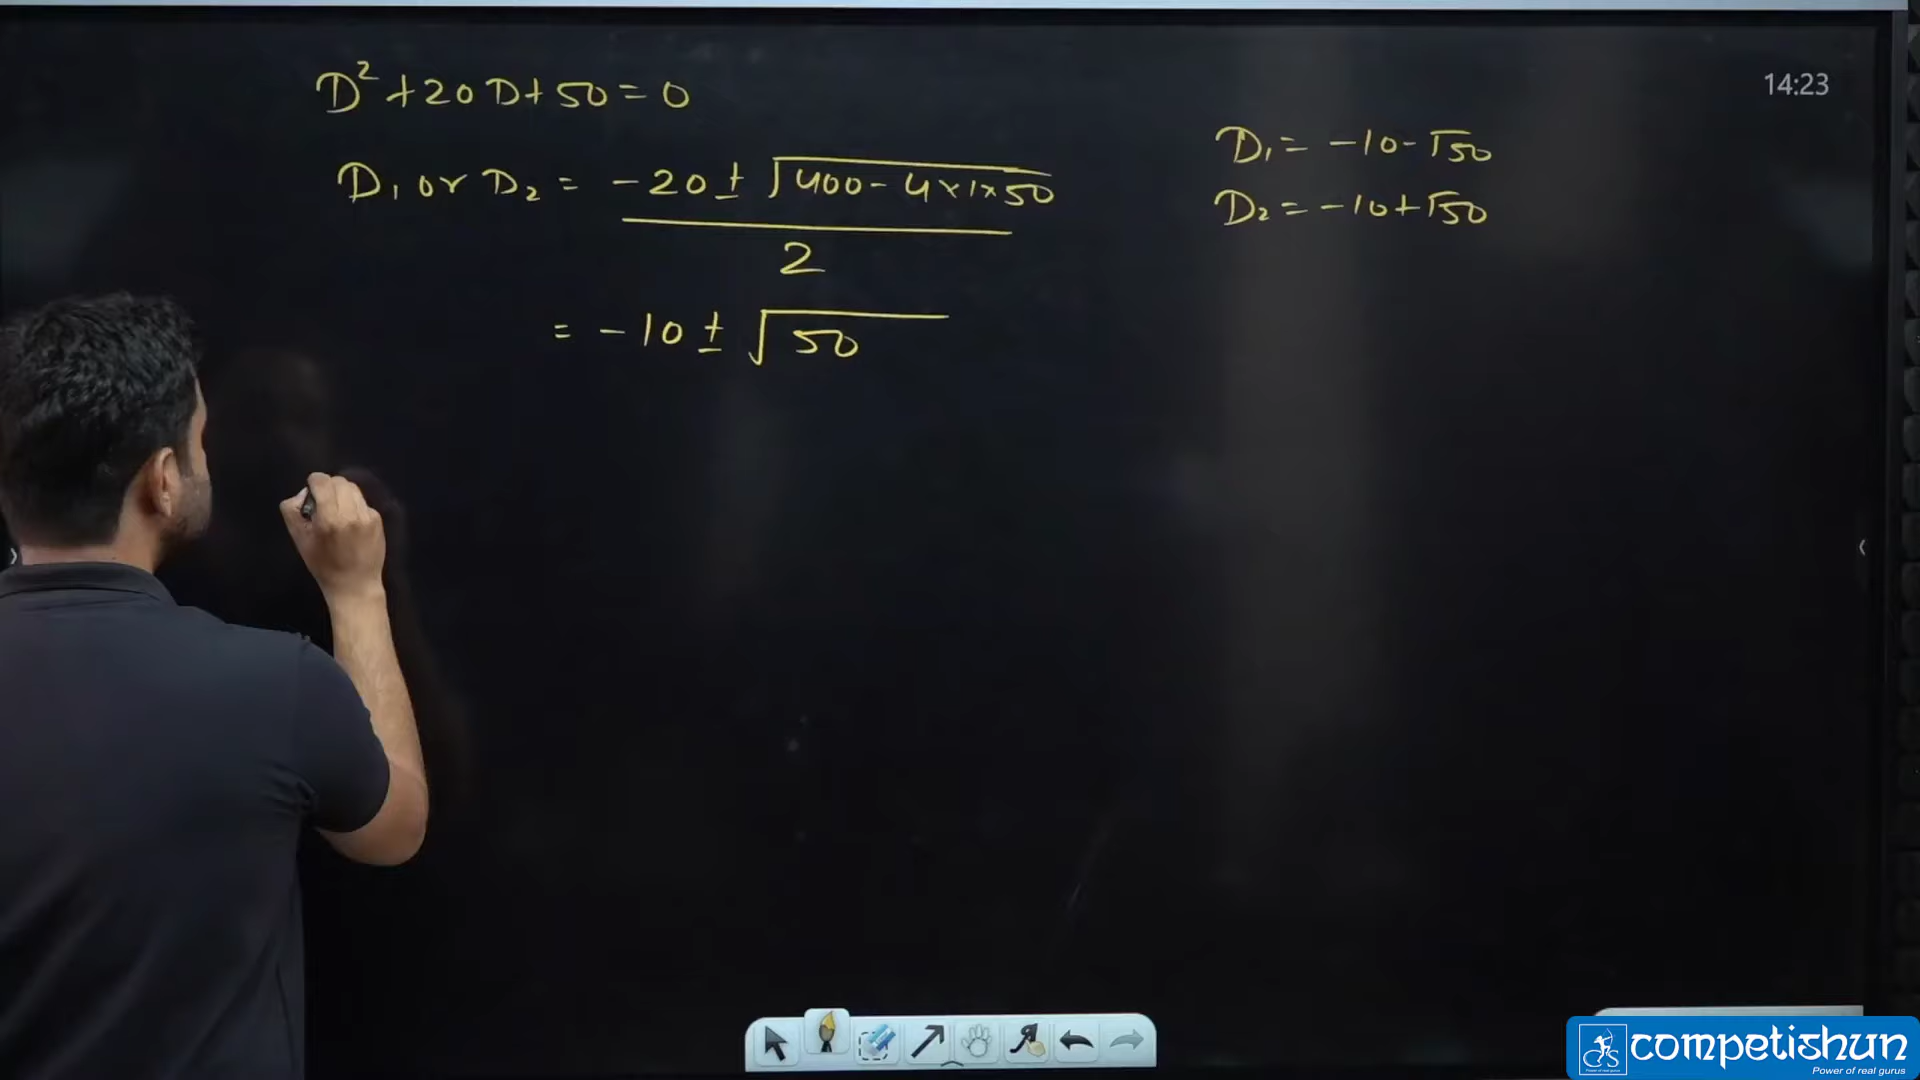 D² + 20D + 50 = 0
14:23
D₁ or D₂ = (-20 ± √(400 - 4×1×50)) / 2
= -10 ± √50
D₁ = -10 - √50
D₂ = -10 + √50
competishun
Power of real gurus